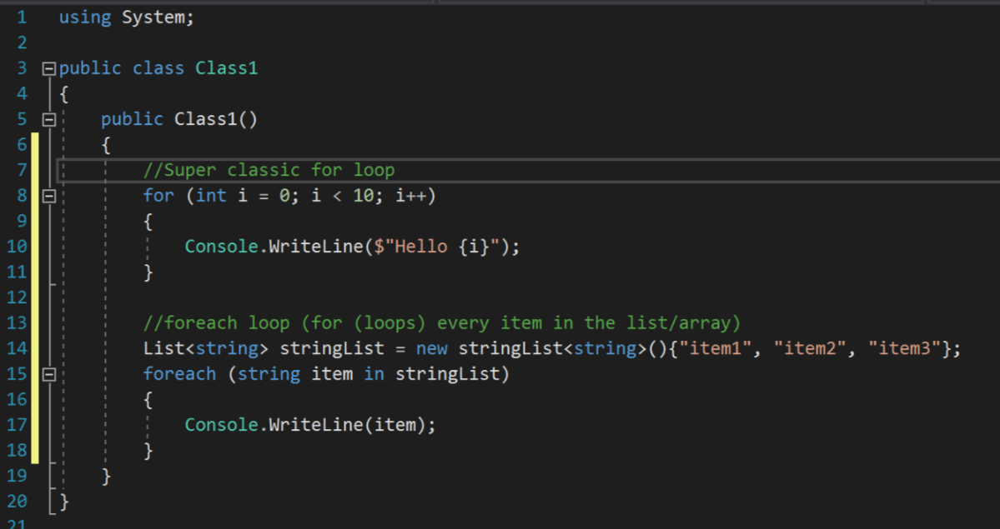 1 using System;
2
3 public class Class1
4 {
5 public Class1()
6 {
7 //Super classic for loop
8 for (int i = 0; i < 10; i++)
9 {
10 Console.WriteLine($"Hello {i}");
11 }
12
13 //foreach loop (for (loops) every item in the list/array)
14 List<string> stringList = new stringList<string>(){"item1", "item2", "item3"};
15 foreach (string item in stringList)
16 {
17 Console.WriteLine(item);
18 }
19 }
20 }
21